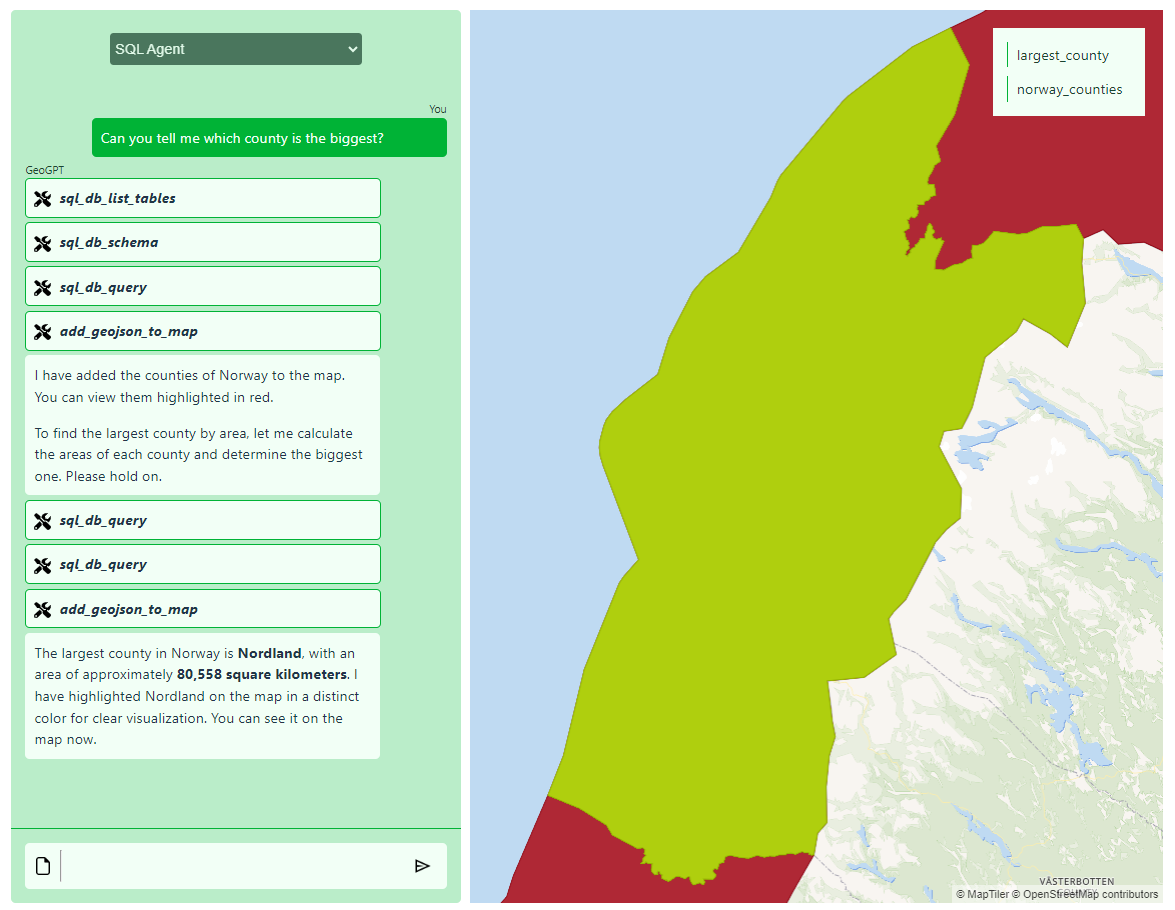 SQL Agent
You
Can you tell me which county is the biggest?
GeoGPT
sql_db_list_tables
sql_db_schema
sql_db_query
add_geojson_to_map
I have added the counties of Norway to the map.
You can view them highlighted in red.
To find the largest county by area, let me calculate
the areas of each county and determine the biggest
one. Please hold on.
sql_db_query
sql_db_query
add_geojson_to_map
The largest county in Norway is Nordland, with an
area of approximately 80,558 square kilometers. I
have highlighted Nordland on the map in a distinct
color for clear visualization. You can see it on the
map now.
largest_county
norway_counties
VÄSTERBOTTEN
© MapTiler © OpenStreetMap contributors